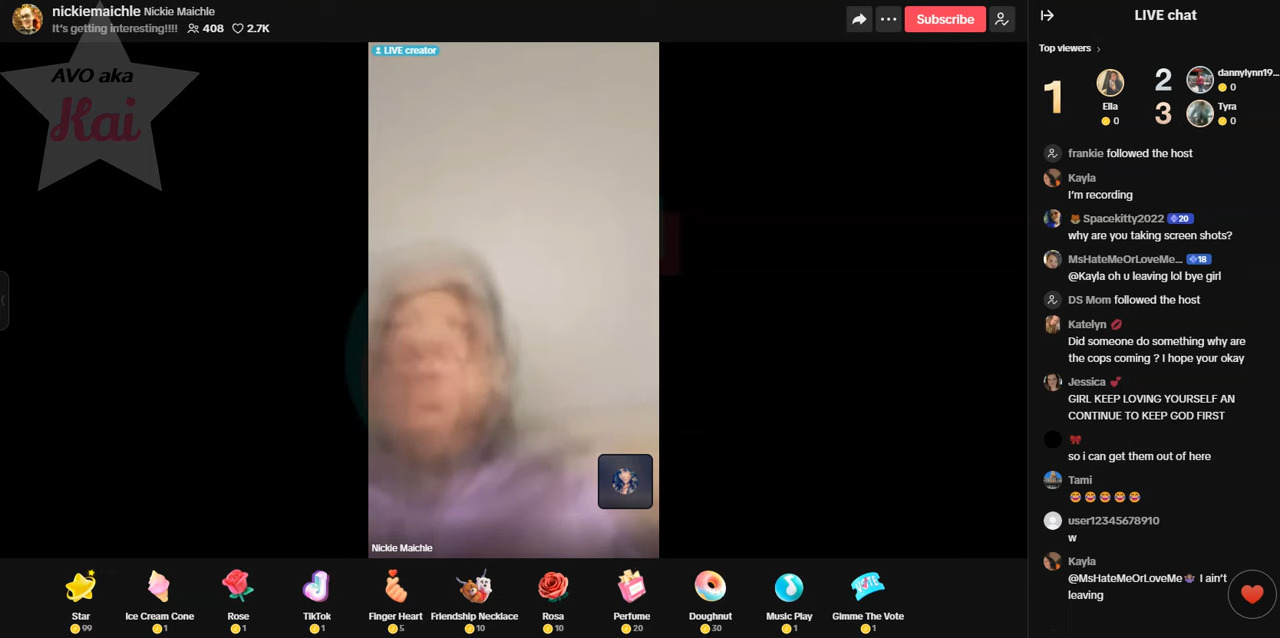 nickiemaichle Nickie Maichle
It's getting interesting!!!! 408 2.7K
Subscribe
AVO aka
Kai
LIVE creator
Nickie Maichle
Star
99
Ice Cream Cone
1
Rose
1
TikTok
1
Finger Heart
5
Friendship Necklace
10
Rosa
10
Perfume
20
Doughnut
30
Music Play
1
VOTE
Gimme The Vote
1
LIVE chat
Top viewers
1
Ella
0
2
dannylynn19...
0
3
Tyra
0
frankie followed the host
Kayla
I'm recording
Spacekitty2022 20
why are you taking screen shots?
MsHateMeOrLoveMe... 18
@Kayla oh u leaving lol bye girl
DS Mom followed the host
Katelyn 💋
Did someone do something why are
the cops coming ? I hope your okay
Jessica 💕
GIRL KEEP LOVING YOURSELF AN
CONTINUE TO KEEP GOD FIRST
so i can get them out of here
Tami
😂😂😂😂😂
user12345678910
w
Kayla
@MsHateMeOrLoveMe I ain't
leaving